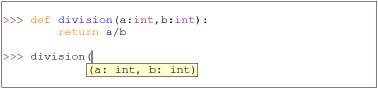 >>> def division(a:int,b:int):
        return a/b
>>> division(
(a: int, b: int)